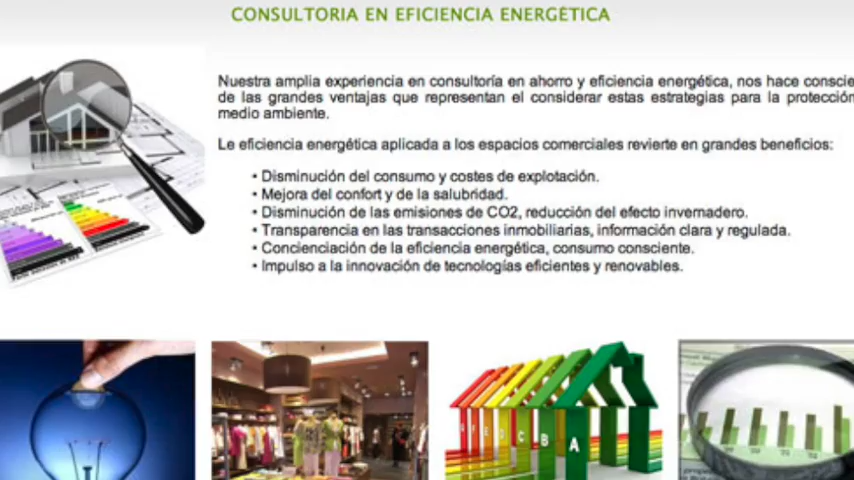 CONSULTORIA EN EFICIENCIA ENERGÉTICA
Nuestra amplia experiencia en consultoría en ahorro y eficiencia energética, nos hace conscie
de las grandes ventajas que representan el considerar estas estrategias para la protección
medio ambiente.
Le eficiencia energética aplicada a los espacios comerciales revierte en grandes beneficios:
• Disminución del consumo y costes de explotación.
• Mejora del confort y de la salubridad.
• Disminución de las emisiones de CO2, reducción del efecto invernadero.
• Transparencia en las transacciones inmobiliarias, información clara y regulada.
• Concienciación de la eficiencia energética, consumo consciente.
• Impulso a la innovación de tecnologías eficientes y renovables.
D C B A